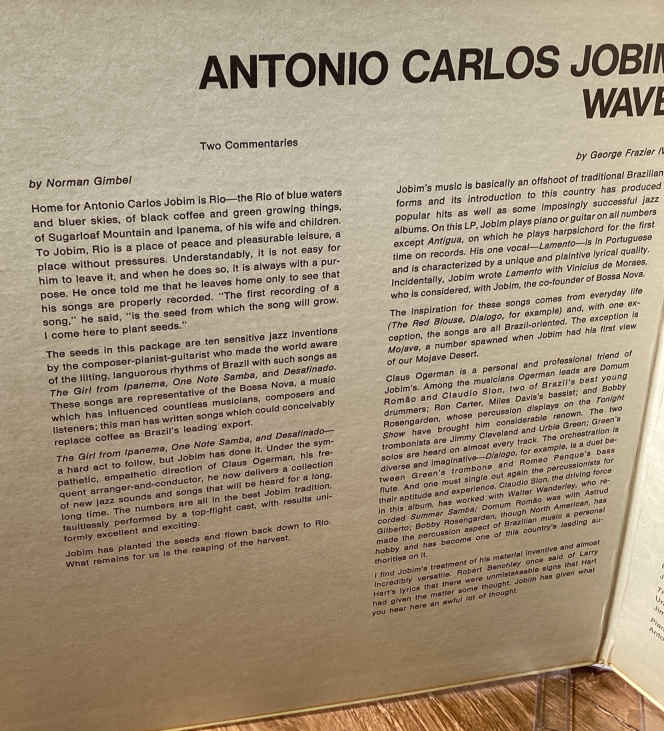 ANTONIO CARLOS JOBIM
WAVE
Two Commentaries
by Norman Gimbel
Home for Antonio Carlos Jobim is Rio—the Rio of blue waters
and bluer skies, of black coffee and green growing things,
of Sugarloaf Mountain and Ipanema, of his wife and children.
To Jobim, Rio is a place of peace and pleasurable leisure, a
place without pressures. Understandably, it is not easy for
him to leave it, and when he does so, it is always with a pur-
pose. He once told me that he leaves home only to see that
his songs are properly recorded. "The first recording of a
song," he said, "is the seed from which the song will grow.
I come here to plant seeds."
The seeds in this package are ten sensitive jazz inventions
by the composer-pianist-guitarist who made the world aware
of the lilting, languorous rhythms of Brazil with such songs as
The Girl from Ipanema, One Note Samba, and Desafinado.
These songs are representative of the Bossa Nova, a music
which has influenced countless musicians, composers and
listeners; this man has written songs which could conceivably
replace coffee as Brazil's leading export.
The Girl from Ipanema, One Note Samba, and Desafinado—
a hard act to follow, but Jobim has done it. Under the sym-
pathetic, empathetic direction of Claus Ogerman, his fre-
quent arranger-and-conductor, he now delivers a collection
of new jazz sounds and songs that will be heard for a long,
long time. The numbers are all in the best Jobim tradition,
faultlessly performed by a top-flight cast, with results uni-
formly excellent and exciting.
Jobim has planted the seeds and flown back down to Rio.
What remains for us is the reaping of the harvest.
by George Frazier IV
Jobim's music is basically an offshoot of traditional Brazilian
forms and its introduction to this country has produced
popular hits as well as some imposingly successful jazz
albums. On this LP, Jobim plays piano or guitar on all numbers
except Antigua, on which he plays harpsichord for the first
time on records. His one vocal—Lamento—is in Portuguese
and is characterized by a unique and plaintive lyrical quality.
Incidentally, Jobim wrote Lamento with Vinicius de Moraes,
who is considered, with Jobim, the co-founder of Bossa Nova.
The inspiration for these songs comes from everyday life
(The Red Blouse, Dialogo, for example) and, with one ex-
ception, the songs are all Brazil-oriented. The exception is
Mojave, a number spawned when Jobim had his first view
of our Mojave Desert.
Claus Ogerman is a personal and professional friend of
Jobim's. Among the musicians Ogerman leads are Domum
Romão and Claudio Slon, two of Brazil's best young
drummers; Ron Carter, Miles Davis's bassist; and Bobby
Rosengarden, whose percussion displays on the Tonight
Show have brought him considerable renown. The two
trombonists are Jimmy Cleveland and Urbie Green; Green's
solos are heard on almost every track. The orchestration is
diverse and imaginative—Dialogo, for example, is a duet be-
tween Green's trombone and Romeo Penque's bass
flute. And one must single out again the percussionists for
their aptitude and experience. Claudio Slon, the driving force
in this album, has worked with Walter Wanderley, who re-
corded Summer Samba; Domum Romão was with Astrud
Gilberto; Bobby Rosengarden, though North American, has
made the percussion aspect of Brazilian music a personal
hobby and has become one of this country's leading au-
thorities on it.
I find Jobim's treatment of his material inventive and almost
incredibly versatile. Robert Benchley once said of Larry
Hart's lyrics that there were unmistakeable signs that Hart
had given the matter some thought. Jobim has given what
you hear here an awful lot of thought.